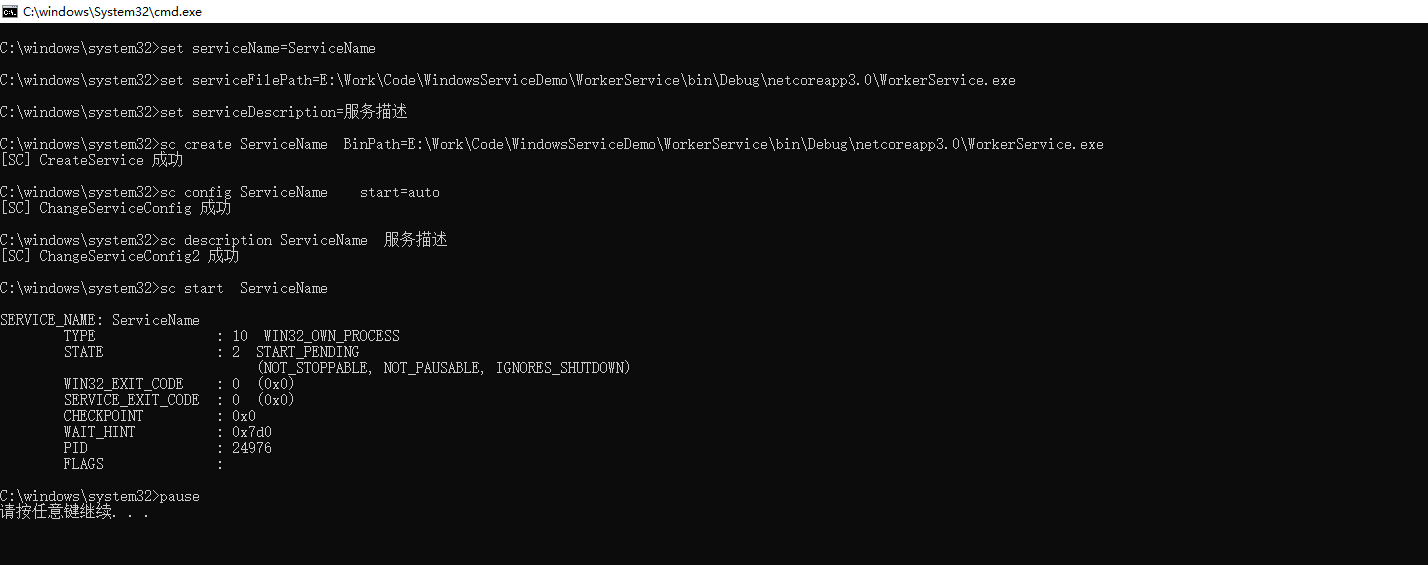 C:\windows\System32\cmd.exe
C:\windows\system32>set serviceName=ServiceName
C:\windows\system32>set serviceFilePath=E:\Work\Code\WindowsServiceDemo\WorkerService\bin\Debug\netcoreapp3.0\WorkerService.exe
C:\windows\system32>set serviceDescription=服务描述
C:\windows\system32>sc create ServiceName  BinPath=E:\Work\Code\WindowsServiceDemo\WorkerService\bin\Debug\netcoreapp3.0\WorkerService.exe
[SC] CreateService 成功
C:\windows\system32>sc config ServiceName    start=auto
[SC] ChangeServiceConfig 成功
C:\windows\system32>sc description ServiceName  服务描述
[SC] ChangeServiceConfig2 成功
C:\windows\system32>sc start  ServiceName
SERVICE_NAME: ServiceName
        TYPE               : 10  WIN32_OWN_PROCESS
        STATE              : 2  START_PENDING
                                (NOT_STOPPABLE, NOT_PAUSABLE, IGNORES_SHUTDOWN)
        WIN32_EXIT_CODE    : 0  (0x0)
        SERVICE_EXIT_CODE  : 0  (0x0)
        CHECKPOINT         : 0x0
        WAIT_HINT          : 0x7d0
        PID                : 24976
        FLAGS              :
C:\windows\system32>pause
请按任意键继续. . .